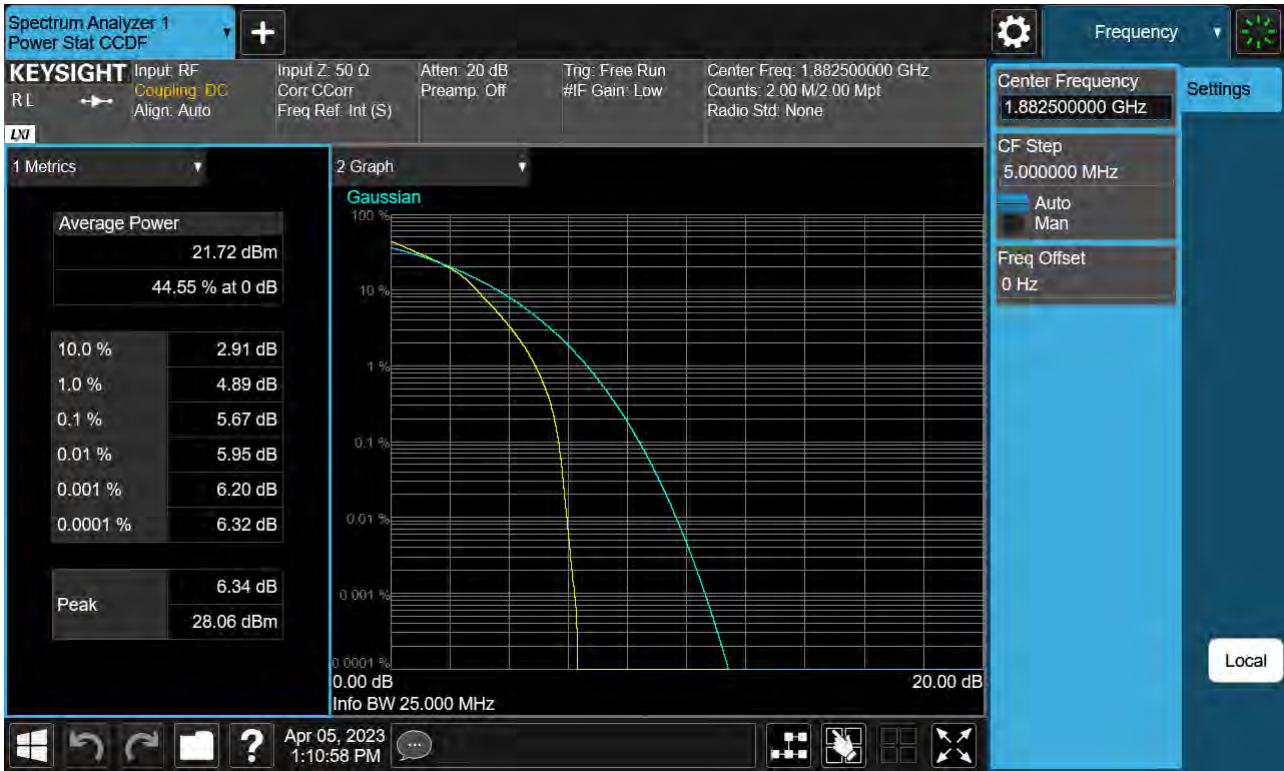 Spectrum Analyzer 1
Power Stat CCDF
+
Frequency
KEYSIGHT
RL
LXI
Input: RF
Coupling: DC
Align: Auto
Input Z: 50 Ω
Corr CCorr
Freq Ref: Int (S)
Atten: 20 dB
Preamp: Off
Trig: Free Run
#IF Gain: Low
Center Freq: 1.882500000 GHz
Counts: 2.00 M/2.00 Mpt
Radio Std: None
Center Frequency
1.882500000 GHz
Settings
CF Step
5.000000 MHz
Auto
Man
Freq Offset
0 Hz
Local
1 Metrics
Average Power
21.72 dBm
44.55 % at 0 dB
10.0 % 2.91 dB
1.0 % 4.89 dB
0.1 % 5.67 dB
0.01 % 5.95 dB
0.001 % 6.20 dB
0.0001 % 6.32 dB
Peak 6.34 dB
28.06 dBm
2 Graph
Gaussian
100 %
10 %
1 %
0.1 %
0.01 %
0.001 %
0.0001 %
0.00 dB 20.00 dB
Info BW 25.000 MHz
?
Apr 05, 2023
1:10:58 PM